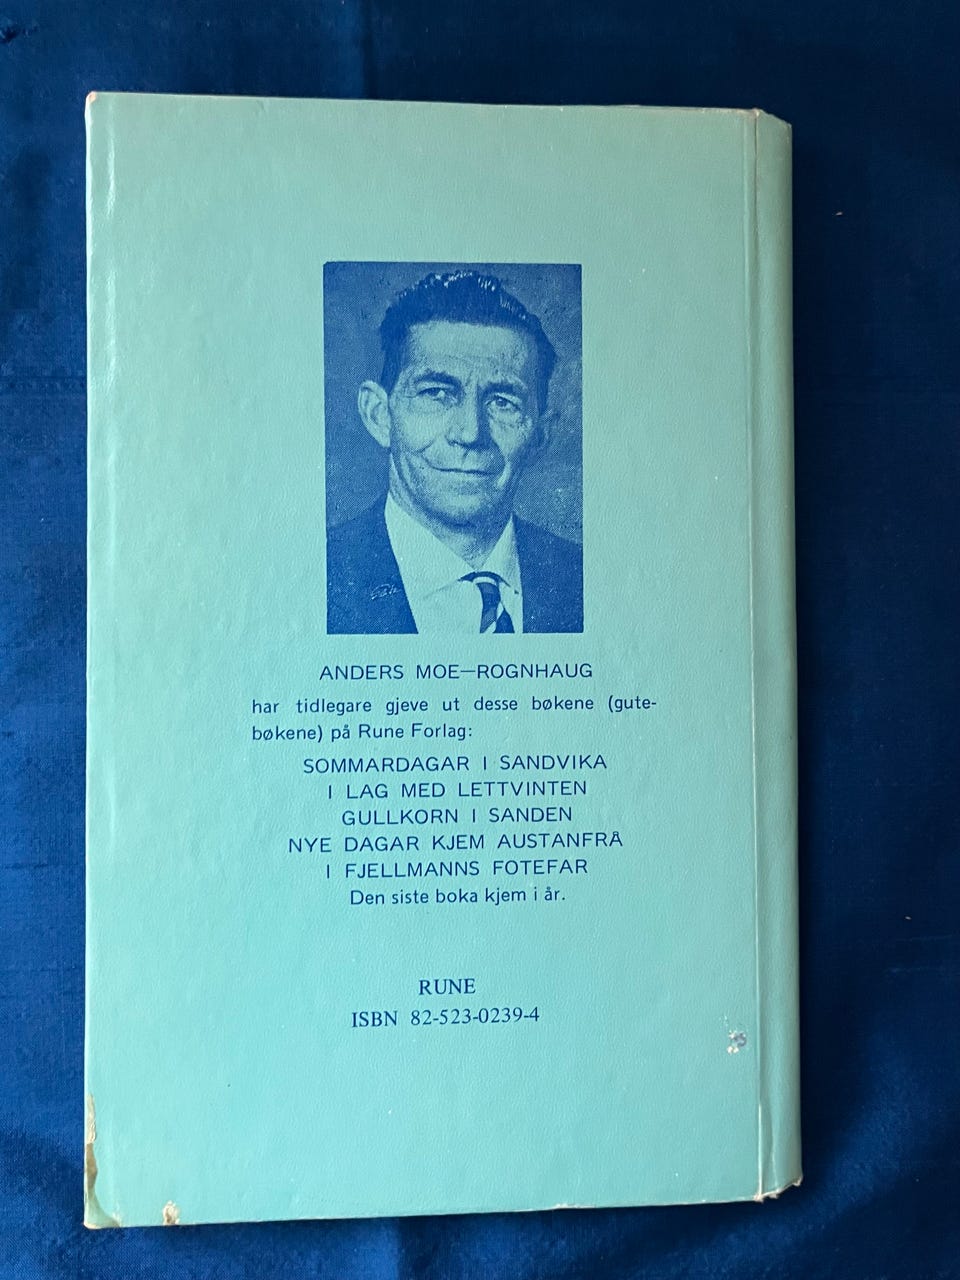 ANDERS MOE—ROGNHAUG
har tidlegare gjeve ut desse bøkene (gute-
bøkene) på Rune Forlag:
SOMMARDAGAR I SANDVIKA
I LAG MED LETTVINTEN
GULLKORN I SANDEN
NYE DAGAR KJEM AUSTANFRÅ
I FJELLMANNS FOTEFAR
Den siste boka kjem i år.
RUNE
ISBN 82-523-0239-4